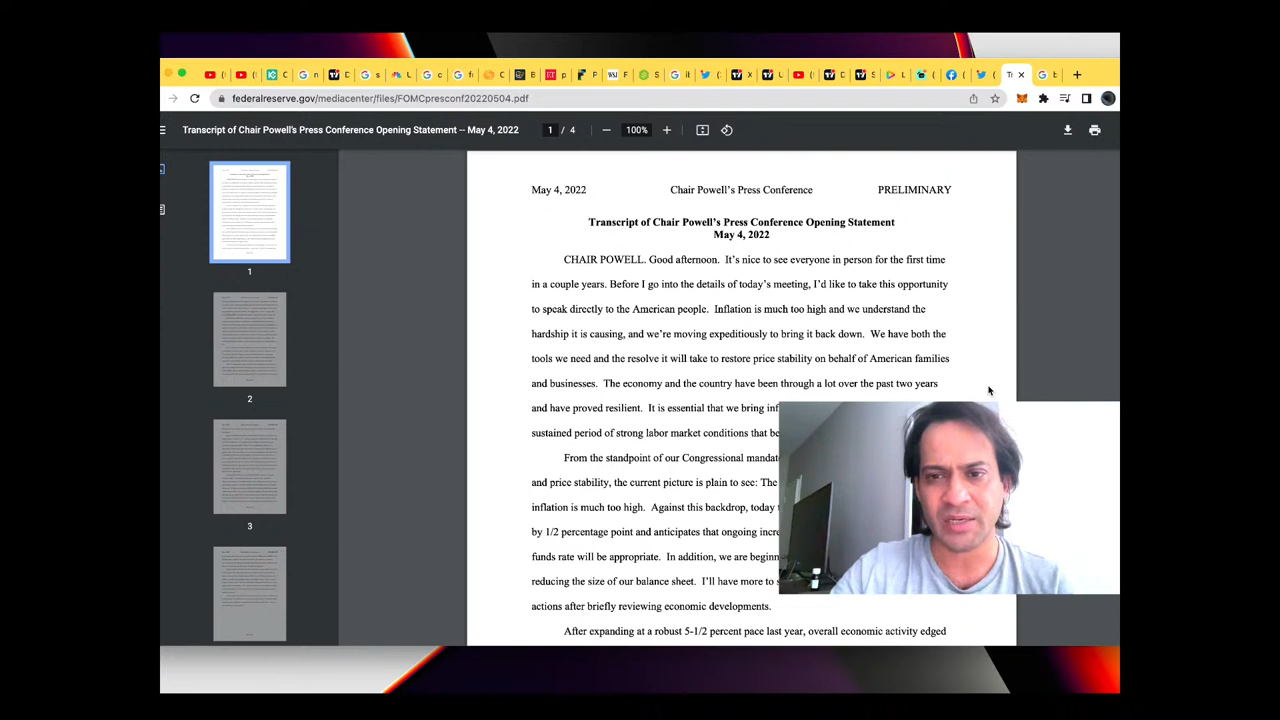 federalreserve.gov/mediacenter/files/FOMCpresconf20220504.pdf
Transcript of Chair Powell's Press Conference Opening Statement -- May 4, 2022
1 / 4
100%
1
2
3
May 4, 2022 Chair Powell's Press Conference PRELIMINARY
Transcript of Chair Powell's Press Conference Opening Statement
May 4, 2022
CHAIR POWELL. Good afternoon. It's nice to see everyone in person for the first time
in a couple years. Before I go into the details of today's meeting, I'd like to take this opportunity
to speak directly to the American people. Inflation is much too high and we understand the
hardship it is causing, and we're moving expeditiously to bring it back down. We have both the
tools we need and the resolve it will take to restore price stability on behalf of American families
and businesses. The economy and the country have been through a lot over the past two years
and have proved resilient. It is essential that we bring
sustained period of strong labor market conditions that
From the standpoint of our Congressional
and price stability, the current picture is plain to see:
inflation is much too high. Against this backdrop, today
by 1/2 percentage point and anticipates that ongoing
funds rate will be appropriate. In addition, we are
reducing the size of our balance sheet. I'll have more to
actions after briefly reviewing economic developments.
After expanding at a robust 5-1/2 percent pace last year, overall economic activity edged